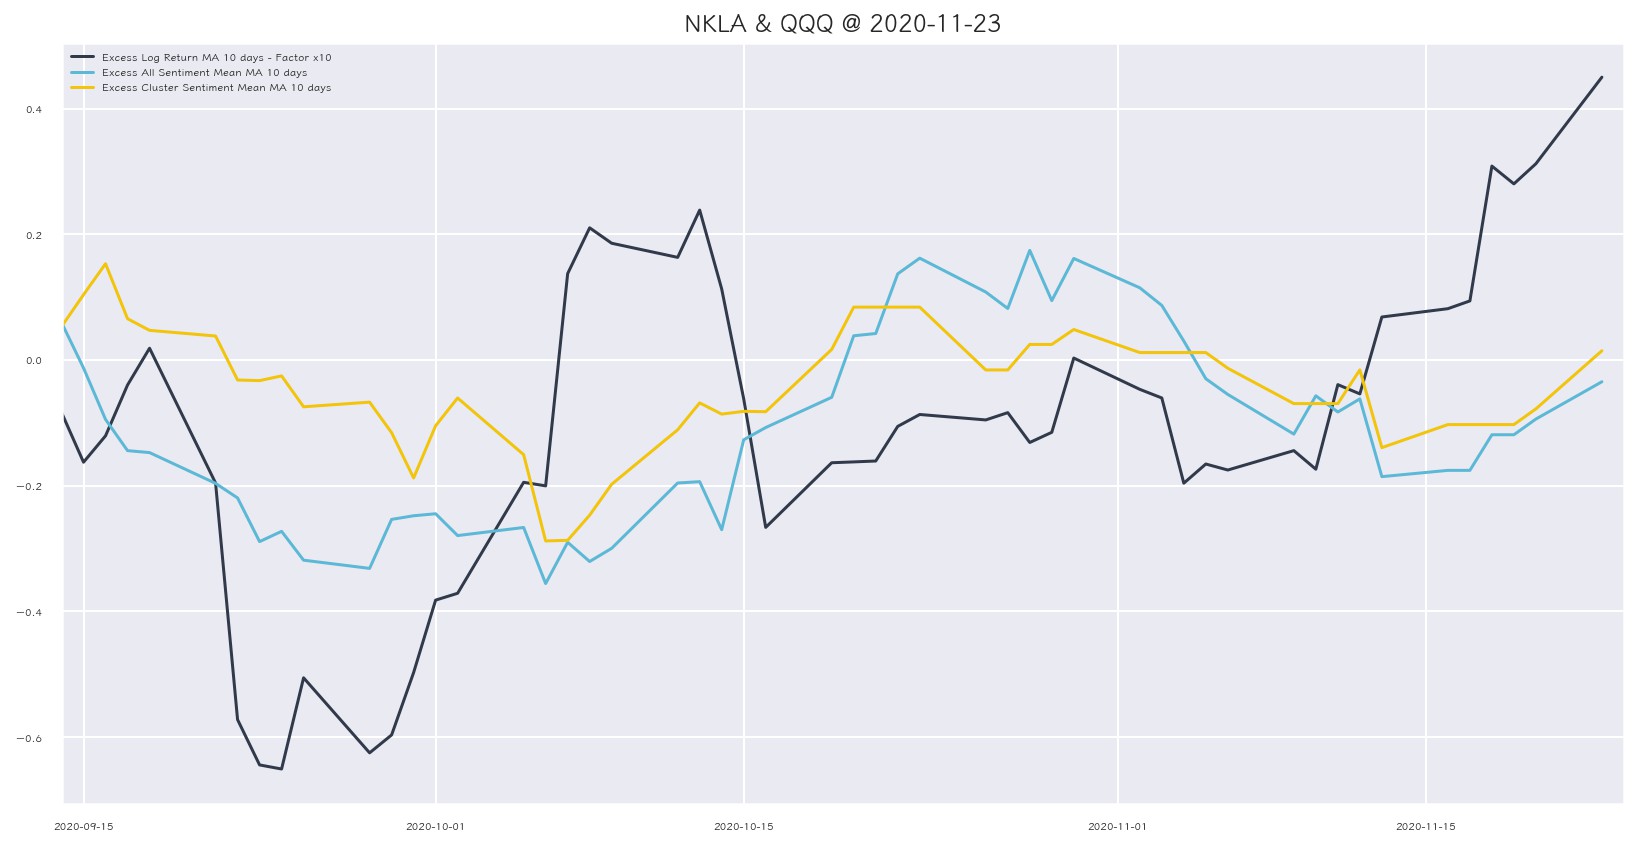 NKLA & QQQ @ 2020-11-23
Excess Log Return MA 10 days - Factor x10
Excess All Sentiment Mean MA 10 days
Excess Cluster Sentiment Mean MA 10 days
0.4
0.2
0.0
−0.2
−0.4
−0.6
2020-09-15
2020-10-01
2020-10-15
2020-11-01
2020-11-15